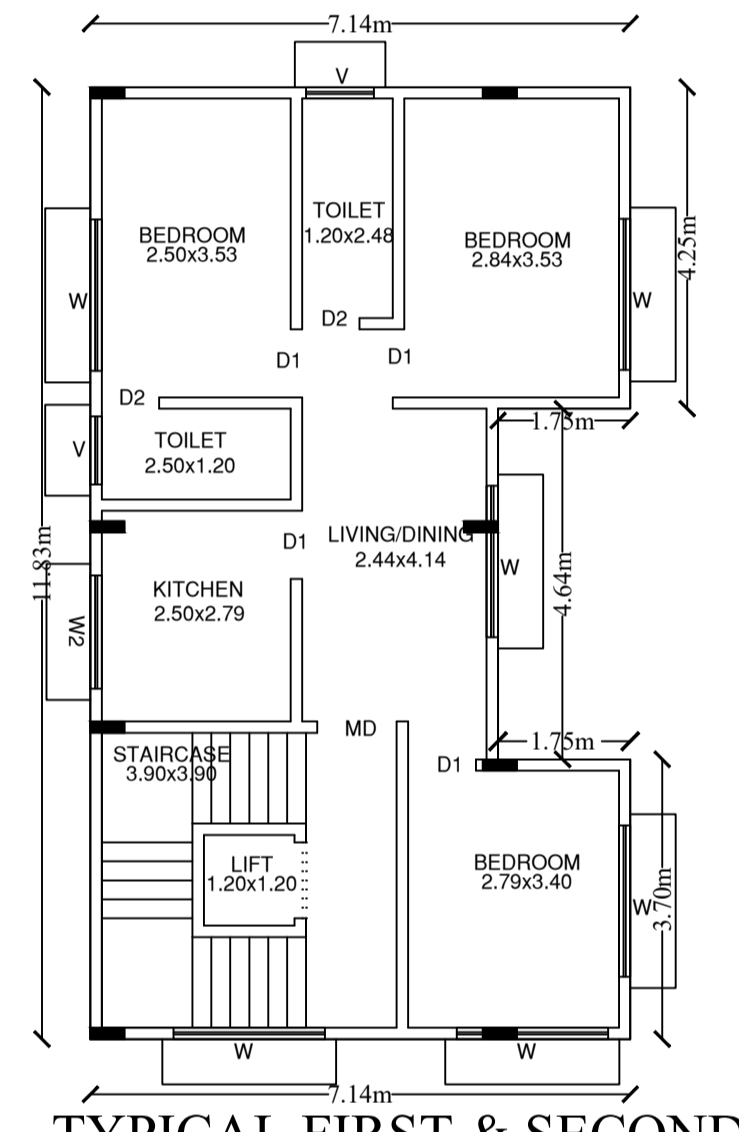 7.14m
V
TOILET
1.20x2.48
BEDROOM
2.50x3.53
BEDROOM
2.84x3.53
4.25m
W
W
D2
D1
D1
D2
1.75m
TOILET
2.50x1.20
V
11.83m
D1
LIVING/DINING
2.44x4.14
W
4.64m
KITCHEN
2.50x2.79
W2
MD
1.75m
STAIRCASE
3.90x3.90
D1
LIFT
1.20x1.20
BEDROOM
2.79x3.40
W
3.70m
W
W
7.14m
TYPICAL FIRST & SECOND